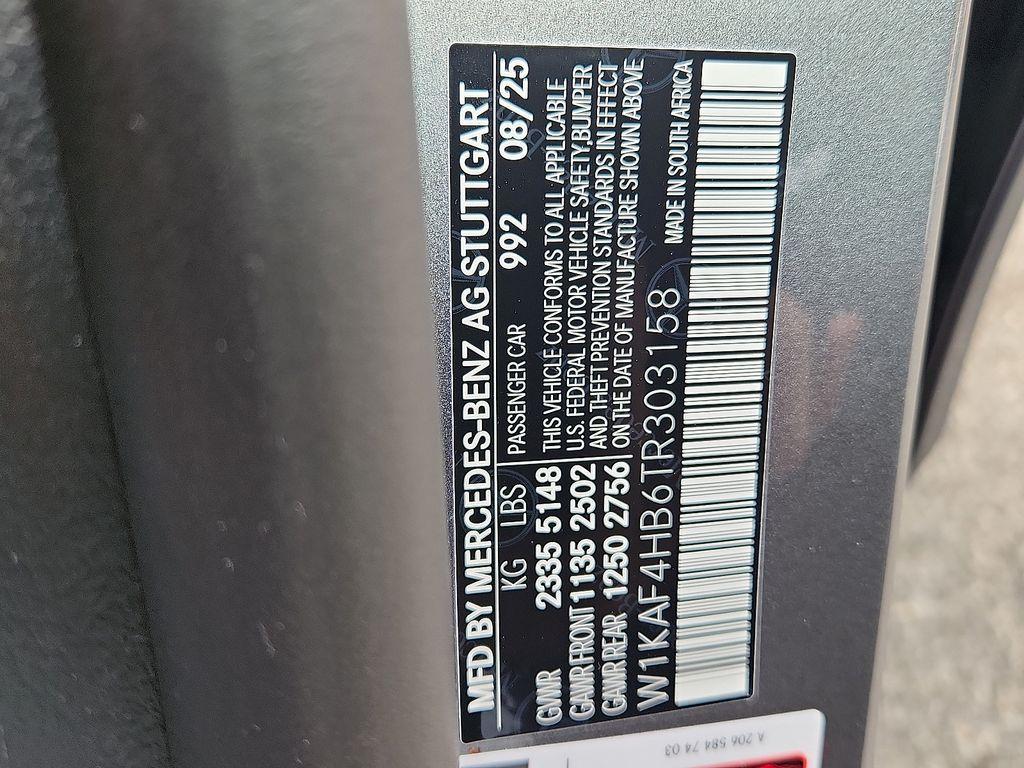 MFD BY MERCEDES-BENZ AG STUTTGART
KG LBS PASSENGER CAR 992 08/25
GWR 2335 5148 THIS VEHICLE CONFORMS TO ALL APPLICABLE
GAWR FRONT 1135 2502 U.S. FEDERAL MOTOR VEHICLE SAFETY,BUMPER
GAWR REAR 1250 2756 AND THEFT PREVENTION STANDARDS IN EFFECT
ON THE DATE OF MANUFACTURE SHOWN ABOVE
W1KAF4HB6TR303158 MADE IN SOUTH AFRICA
A 206 584 74 03